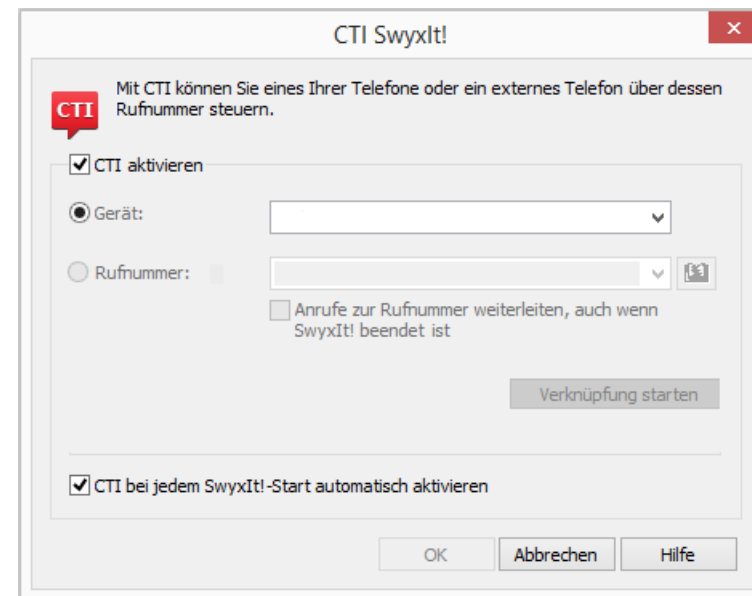 CTI SwyxIt!
Mit CTI können Sie eines Ihrer Telefone oder ein externes Telefon über dessen
CTI
Rufnummer steuern.
CTI aktivieren
Gerät:
Rufnummer:
Anrufe zur Rufnummer weiterleiten, auch wenn
SwyxIt! beendet ist
Verknüpfung starten
CTI bei jedem SwyxIt!-Start automatisch aktivieren
OK Abbrechen Hilfe